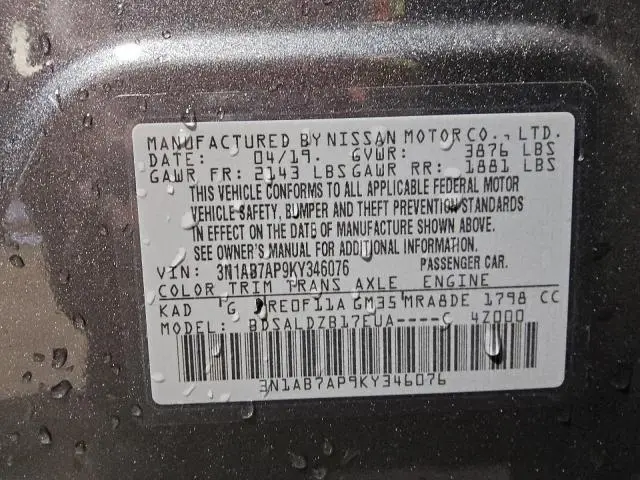 MANUFACTURED BY NISSAN MOTOR CO., LTD.
DATE: 04/19. GVWR: 3876 LBS
GAWR FR: 2143 LBS GAWR RR: 1881 LBS
THIS VEHICLE CONFORMS TO ALL APPLICABLE FEDERAL MOTOR
VEHICLE SAFETY, BUMPER AND THEFT PREVENTION STANDARDS
IN EFFECT ON THE DATE OF MANUFACTURE SHOWN ABOVE.
SEE OWNER'S MANUAL FOR ADDITIONAL INFORMATION.
VIN: 3N1AB7AP9KY346076 PASSENGER CAR.
COLOR TRIM TRANS AXLE ENGINE
KAD G RE0F11A GM35 MRA8DE 1798 CC
MODEL: BDSALDZB17EUA----C 4Z000
3N1AB7AP9KY346076